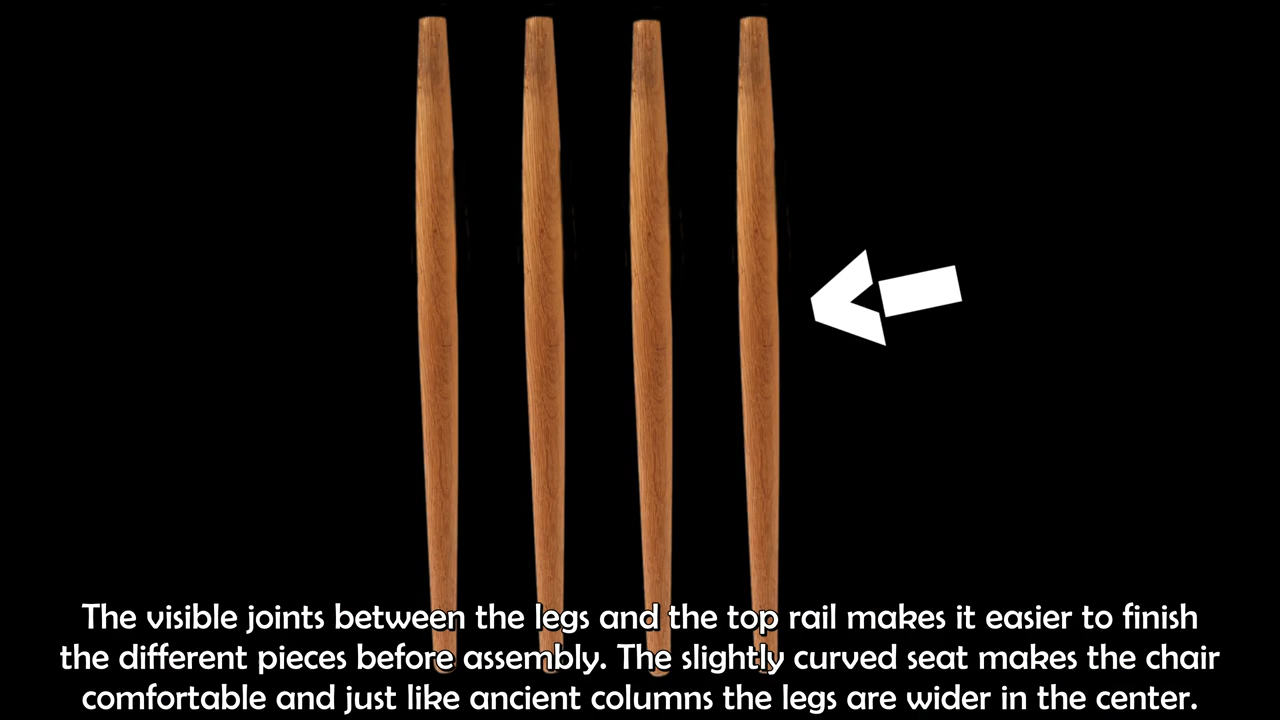 The visible joints between the legs and the top rail makes it easier to finish
the different pieces before assembly. The slightly curved seat makes the chair
comfortable and just like ancient columns the legs are wider in the center.